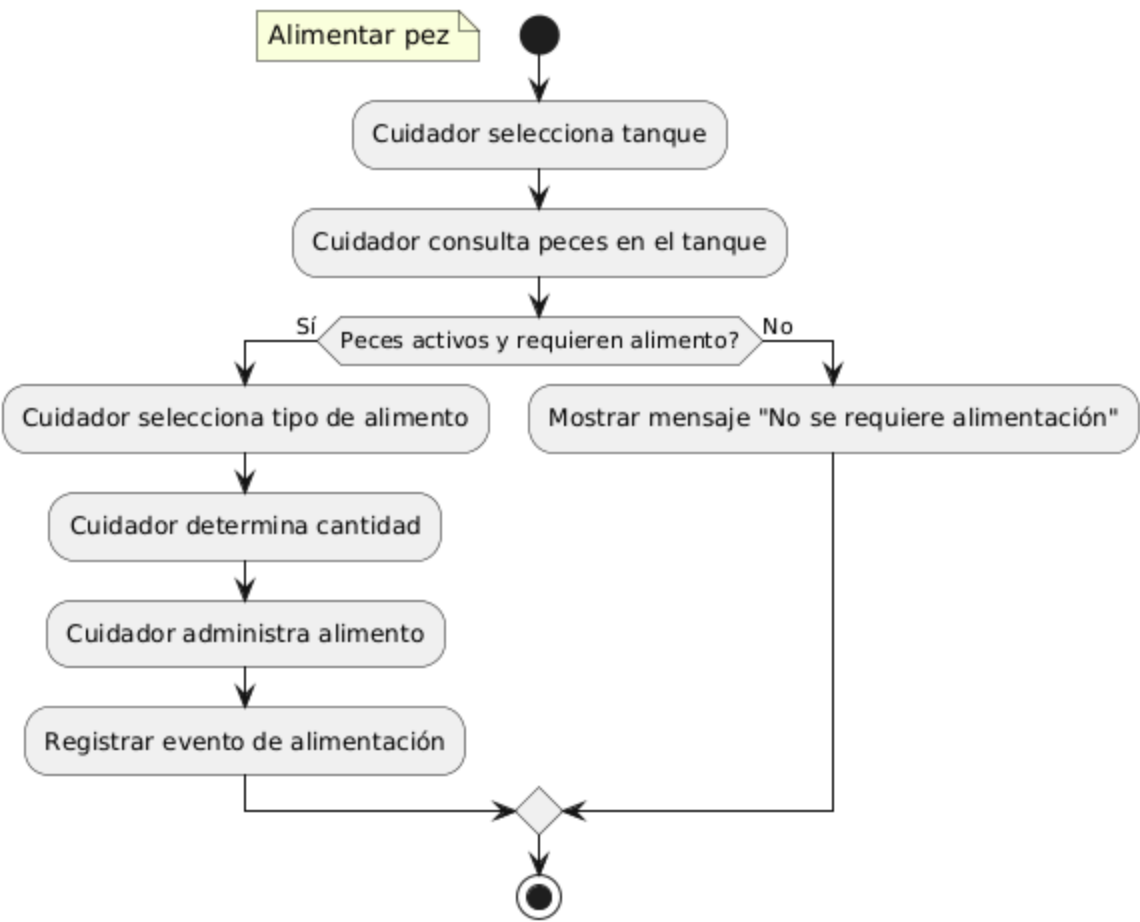 Alimentar pez
Cuidador selecciona tanque
Cuidador consulta peces en el tanque
Sí
Peces activos y requieren alimento?
No
Cuidador selecciona tipo de alimento
Mostrar mensaje "No se requiere alimentación"
Cuidador determina cantidad
Cuidador administra alimento
Registrar evento de alimentación